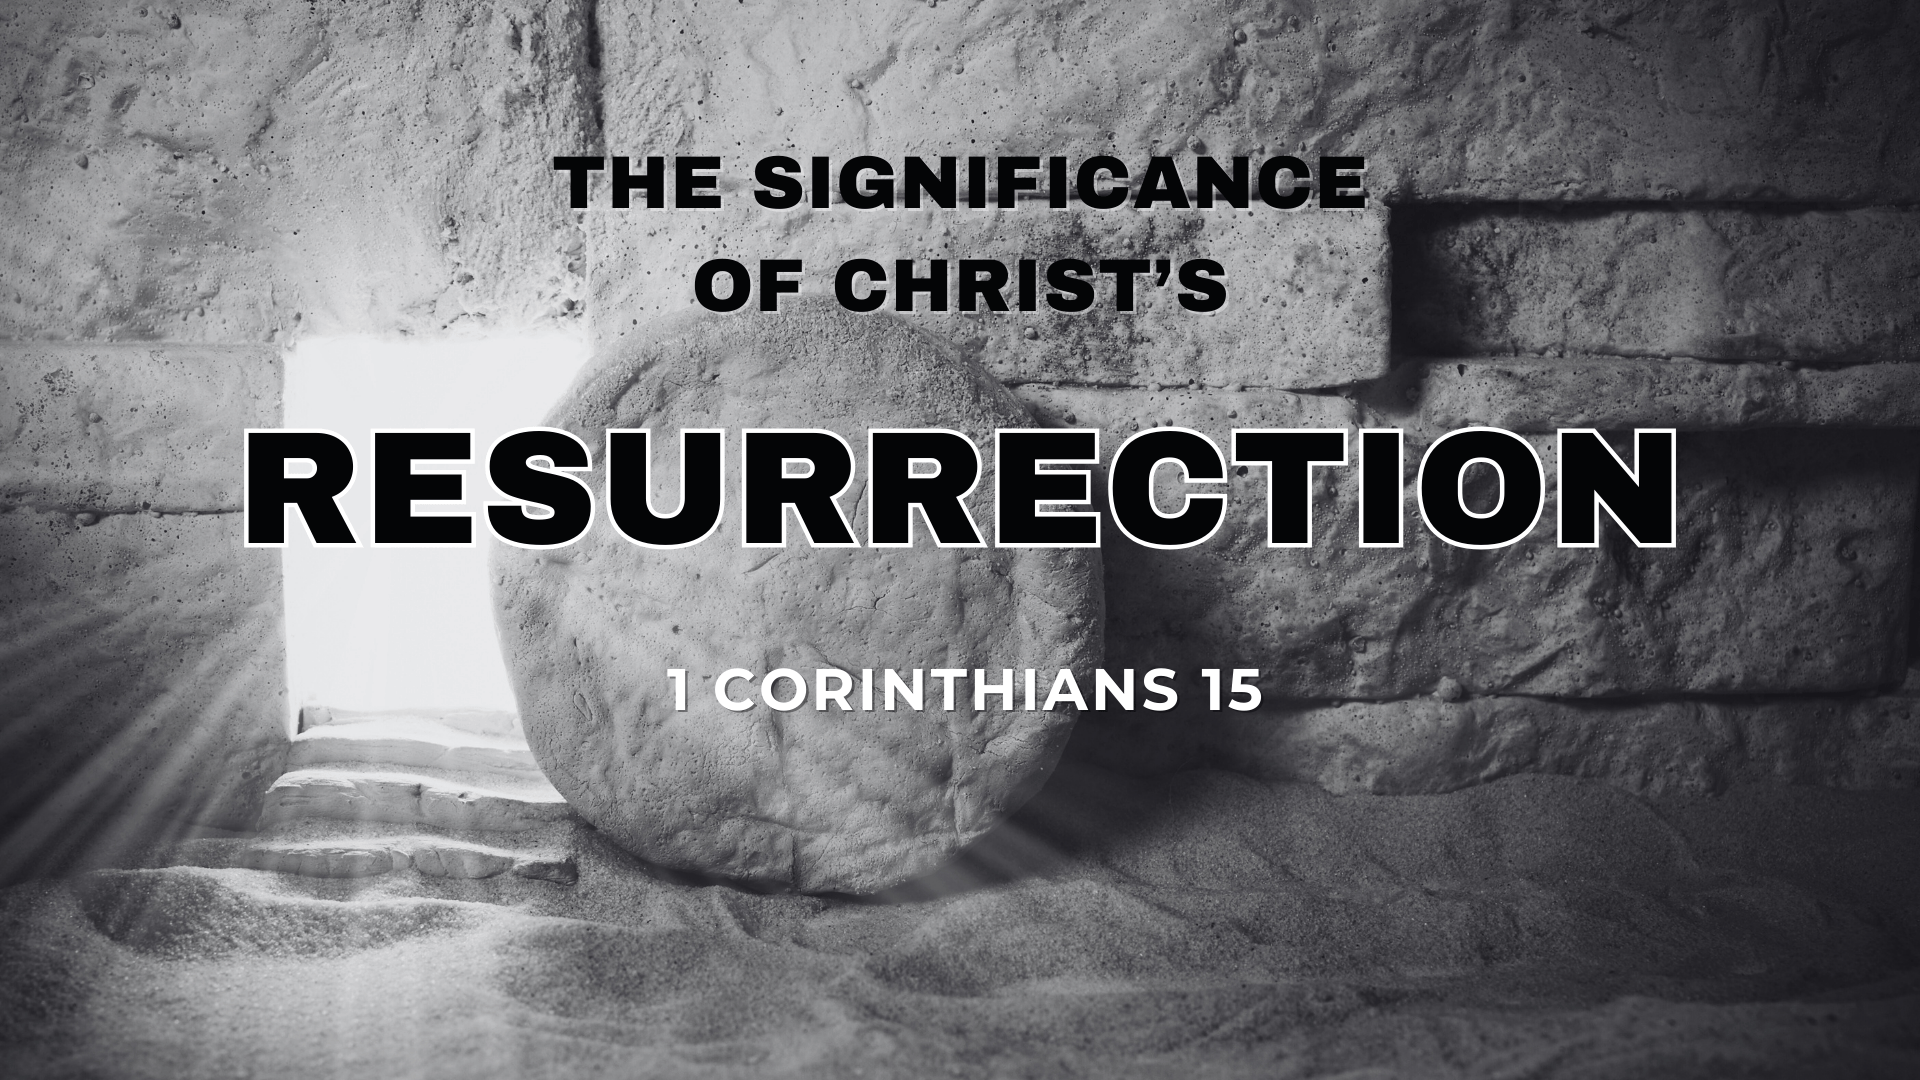 THE SIGNIFICANCE
OF CHRIST’S
RESURRECTION
1 CORINTHIANS 15